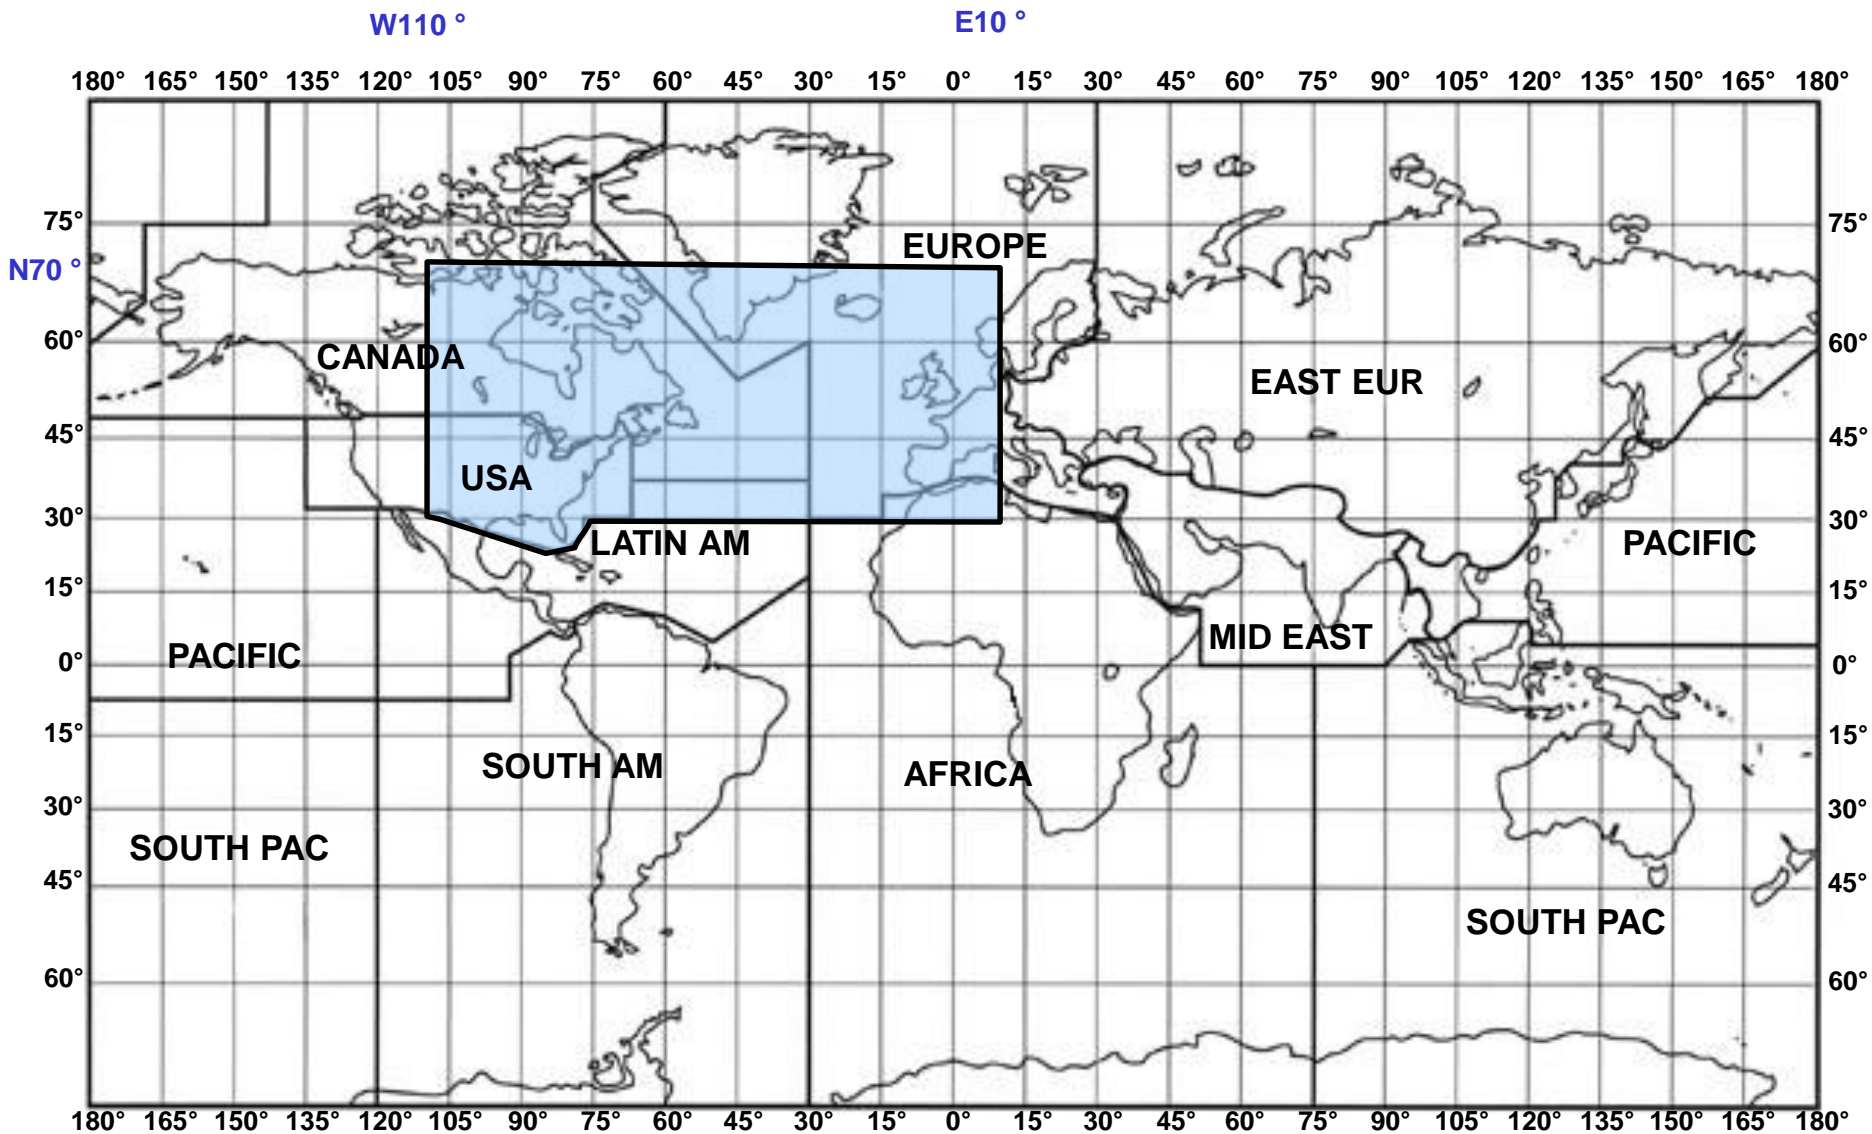 W110 ° E10 °
180° 165° 150° 135° 120° 105° 90° 75° 60° 45° 30° 15° 0° 15° 30° 45° 60° 75° 90° 105° 120° 135° 150° 165° 180°
75° 75°
EUROPE
N70 °
60° 60°
CANADA
EAST EUR
45° 45°
USA
30° 30°
LATIN AM PACIFIC
15° 15°
MID EAST
PACIFIC
0° 0°
15° 15°
SOUTH AM AFRICA
30° 30°
SOUTH PAC
45° 45°
SOUTH PAC
60° 60°
180° 165° 150° 135° 120° 105° 90° 75° 60° 45° 30° 15° 0° 15° 30° 45° 60° 75° 90° 105° 120° 135° 150° 165° 180°